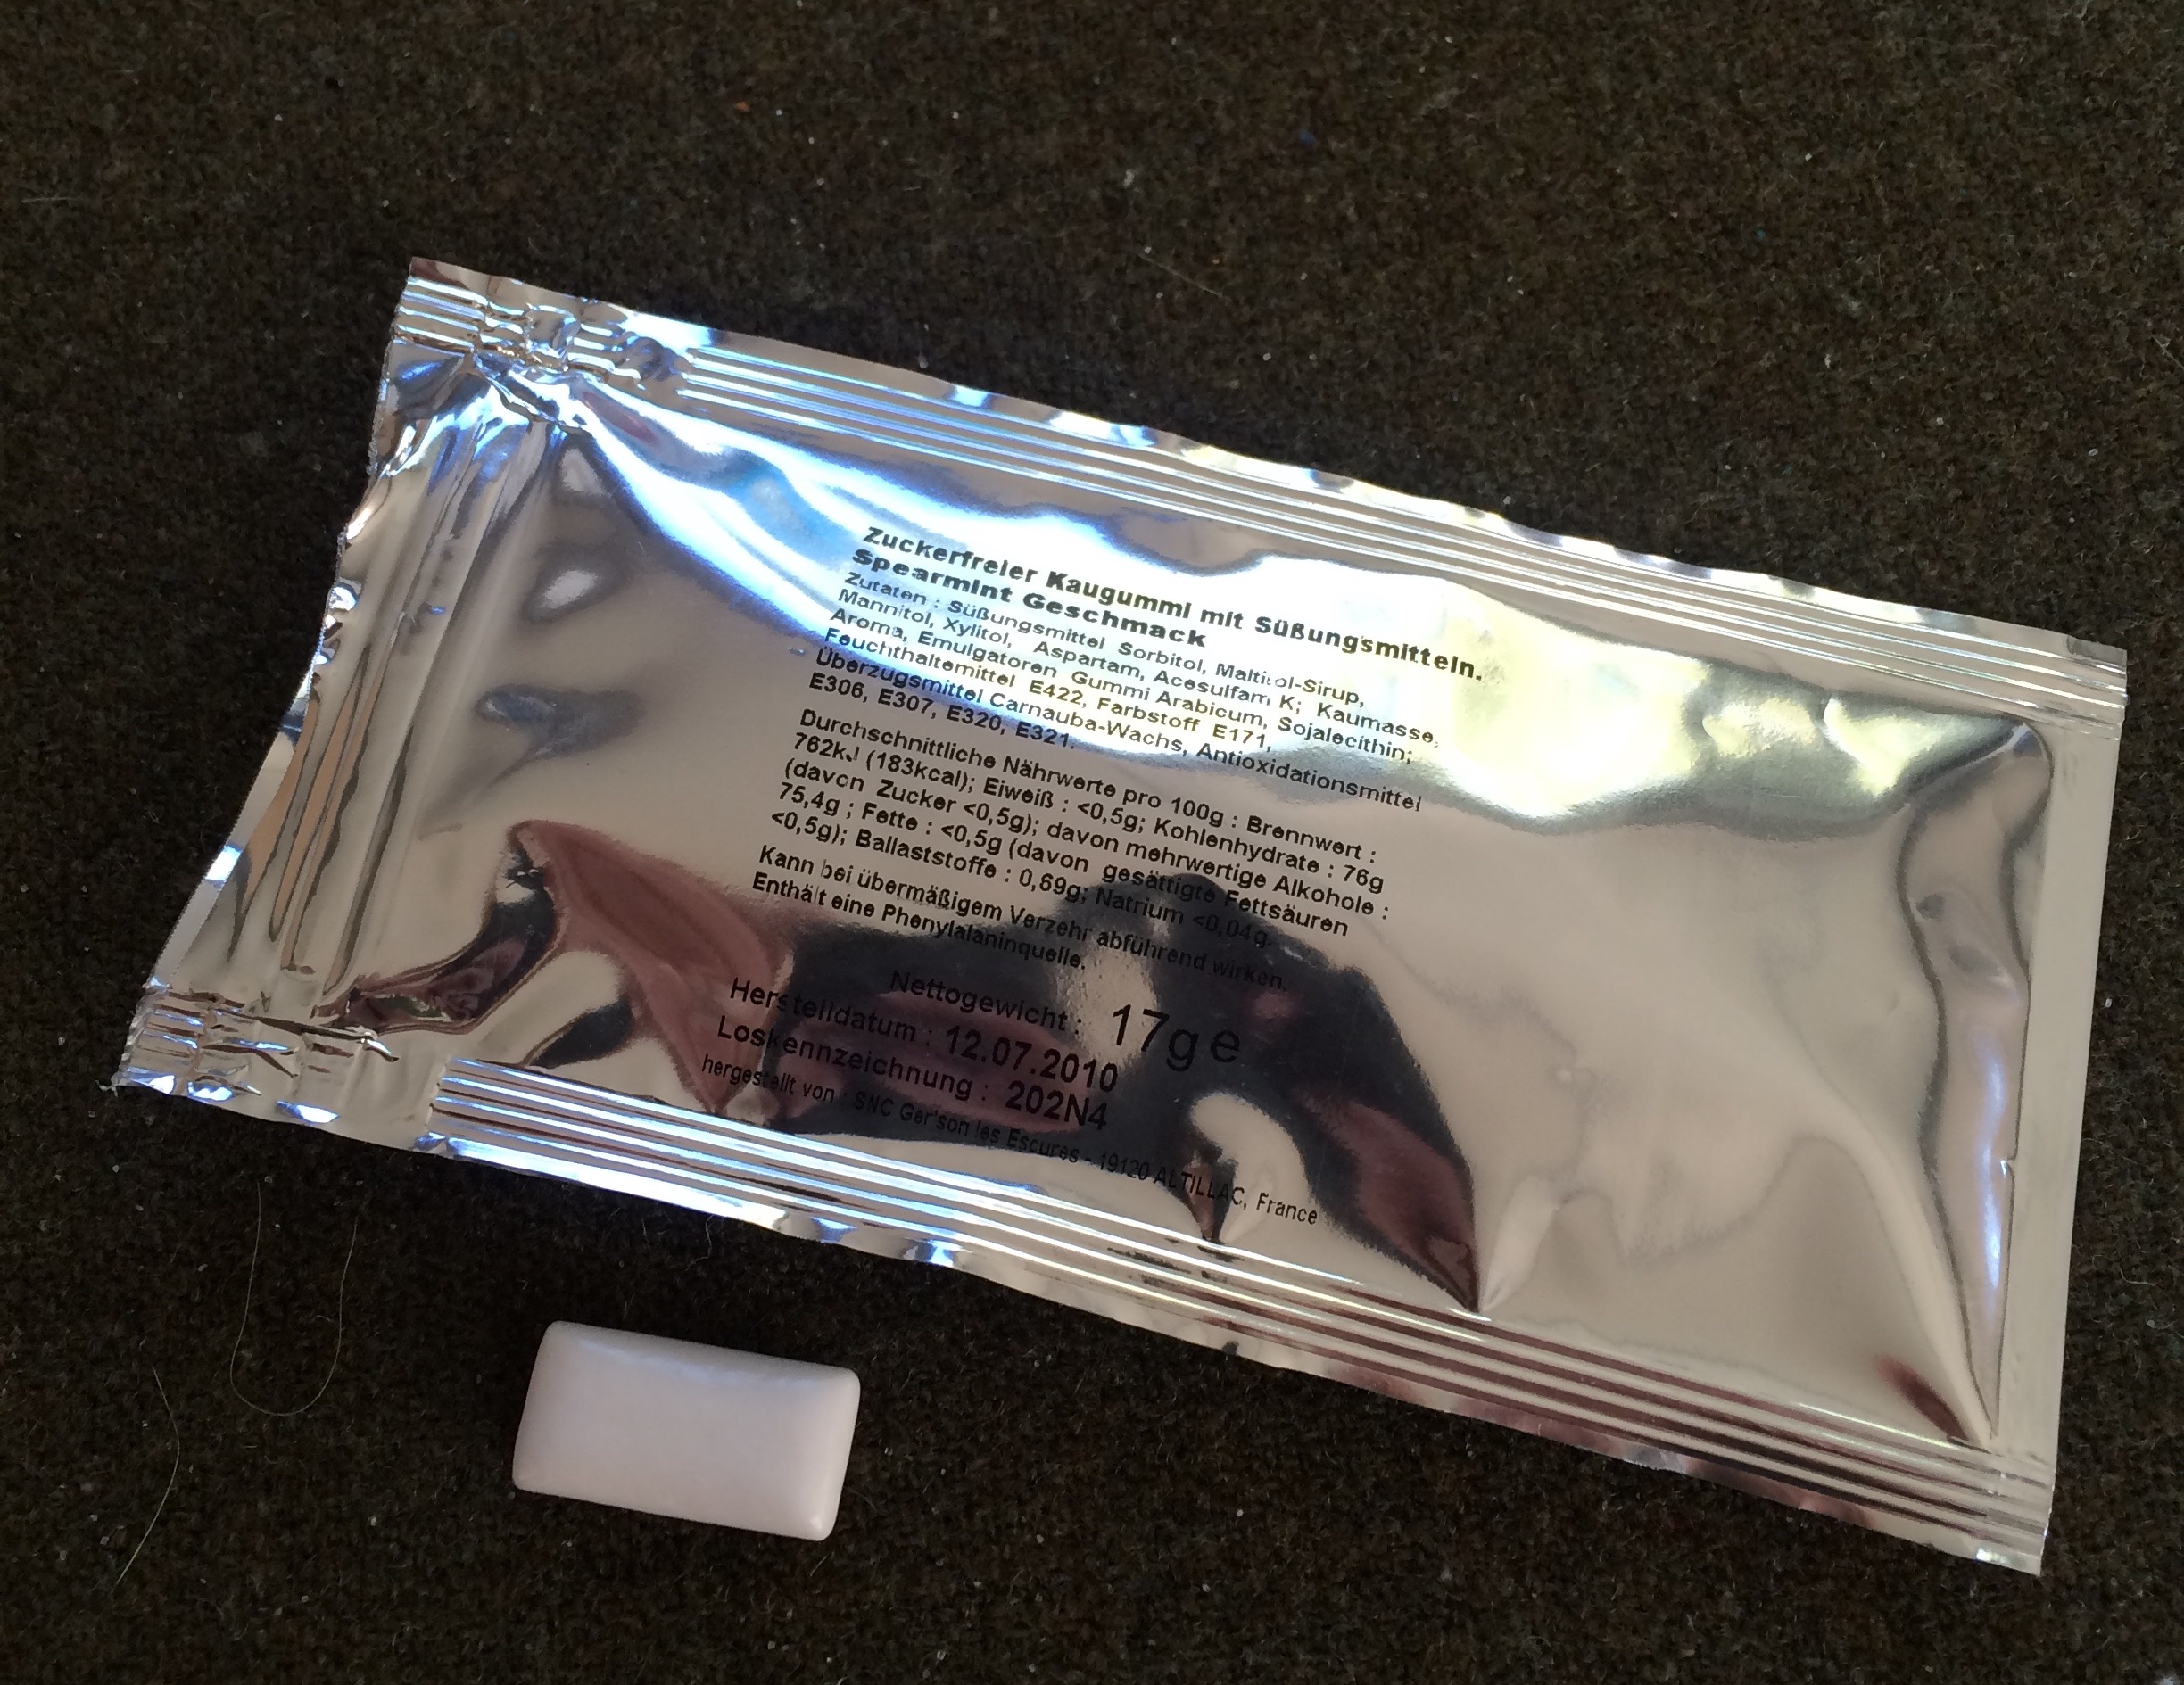 Zuckerfreier Kaugummi mit Süßungsmitteln.
Spearmint Geschmack
Zutaten : Süßungsmittel Sorbitol, Maltitol-Sirup,
Mannitol, Xylitol, Aspartam, Acesulfam K; Kaumasse,
Aroma, Emulgatoren Gummi Arabicum, Sojalecithin;
Feuchthaltemittel E422, Farbstoff E171,
Überzugsmittel Carnauba-Wachs, Antioxidationsmittel
E306, E307, E320, E321.
Durchschnittliche Nährwerte pro 100g : Brennwert :
762kJ (183kcal); Eiweiß : <0,5g; Kohlenhydrate : 76g
(davon Zucker <0,5g); davon mehrwertige Alkohole :
75,4g ; Fette : <0,5g (davon gesättigte Fettsäuren
<0,5g); Ballaststoffe : 0,69g; Natrium <0,04g.
Kann bei übermäßigem Verzehr abführend wirken.
Enthält eine Phenylalaninquelle.
Nettogewicht : 17g e
Herstelldatum : 12.07.2010
Loskennzeichnung : 202N4
hergestellt von : SNC Ger'son les Escures - 19120 ALTILLAC, France